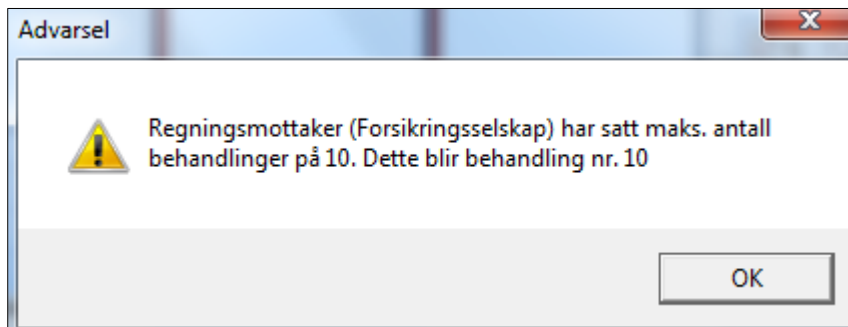 Advarsel
Regningsmottaker (Forsikringsselskap) har satt maks. antall
behandlinger på 10. Dette blir behandling nr. 10
OK